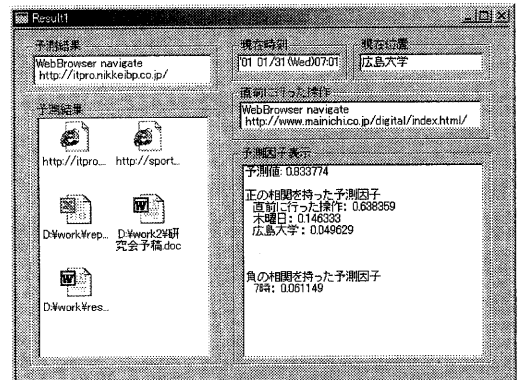 Result1
予測結果
WebBrowser navigate
http://itpro.nikkeibp.co.jp/
現在時刻
'01 01/31 (Wed)07:01
現在位置
広島大学
直前に行った操作
WebBrowser navigate
http://www.mainichi.co.jp/digital/index.html/
予測結果
http://itpro...
http://sport...
D:¥work¥rep...
D:¥work2¥研
究会予稿.doc
D:¥work¥res...
予測因子表示
予測値: 0.833774
正の相関を持った予測因子
直前に行った操作: 0.638359
木曜日: 0.146333
広島大学: 0.049629
負の相関を持った予測因子
7時: 0.061149